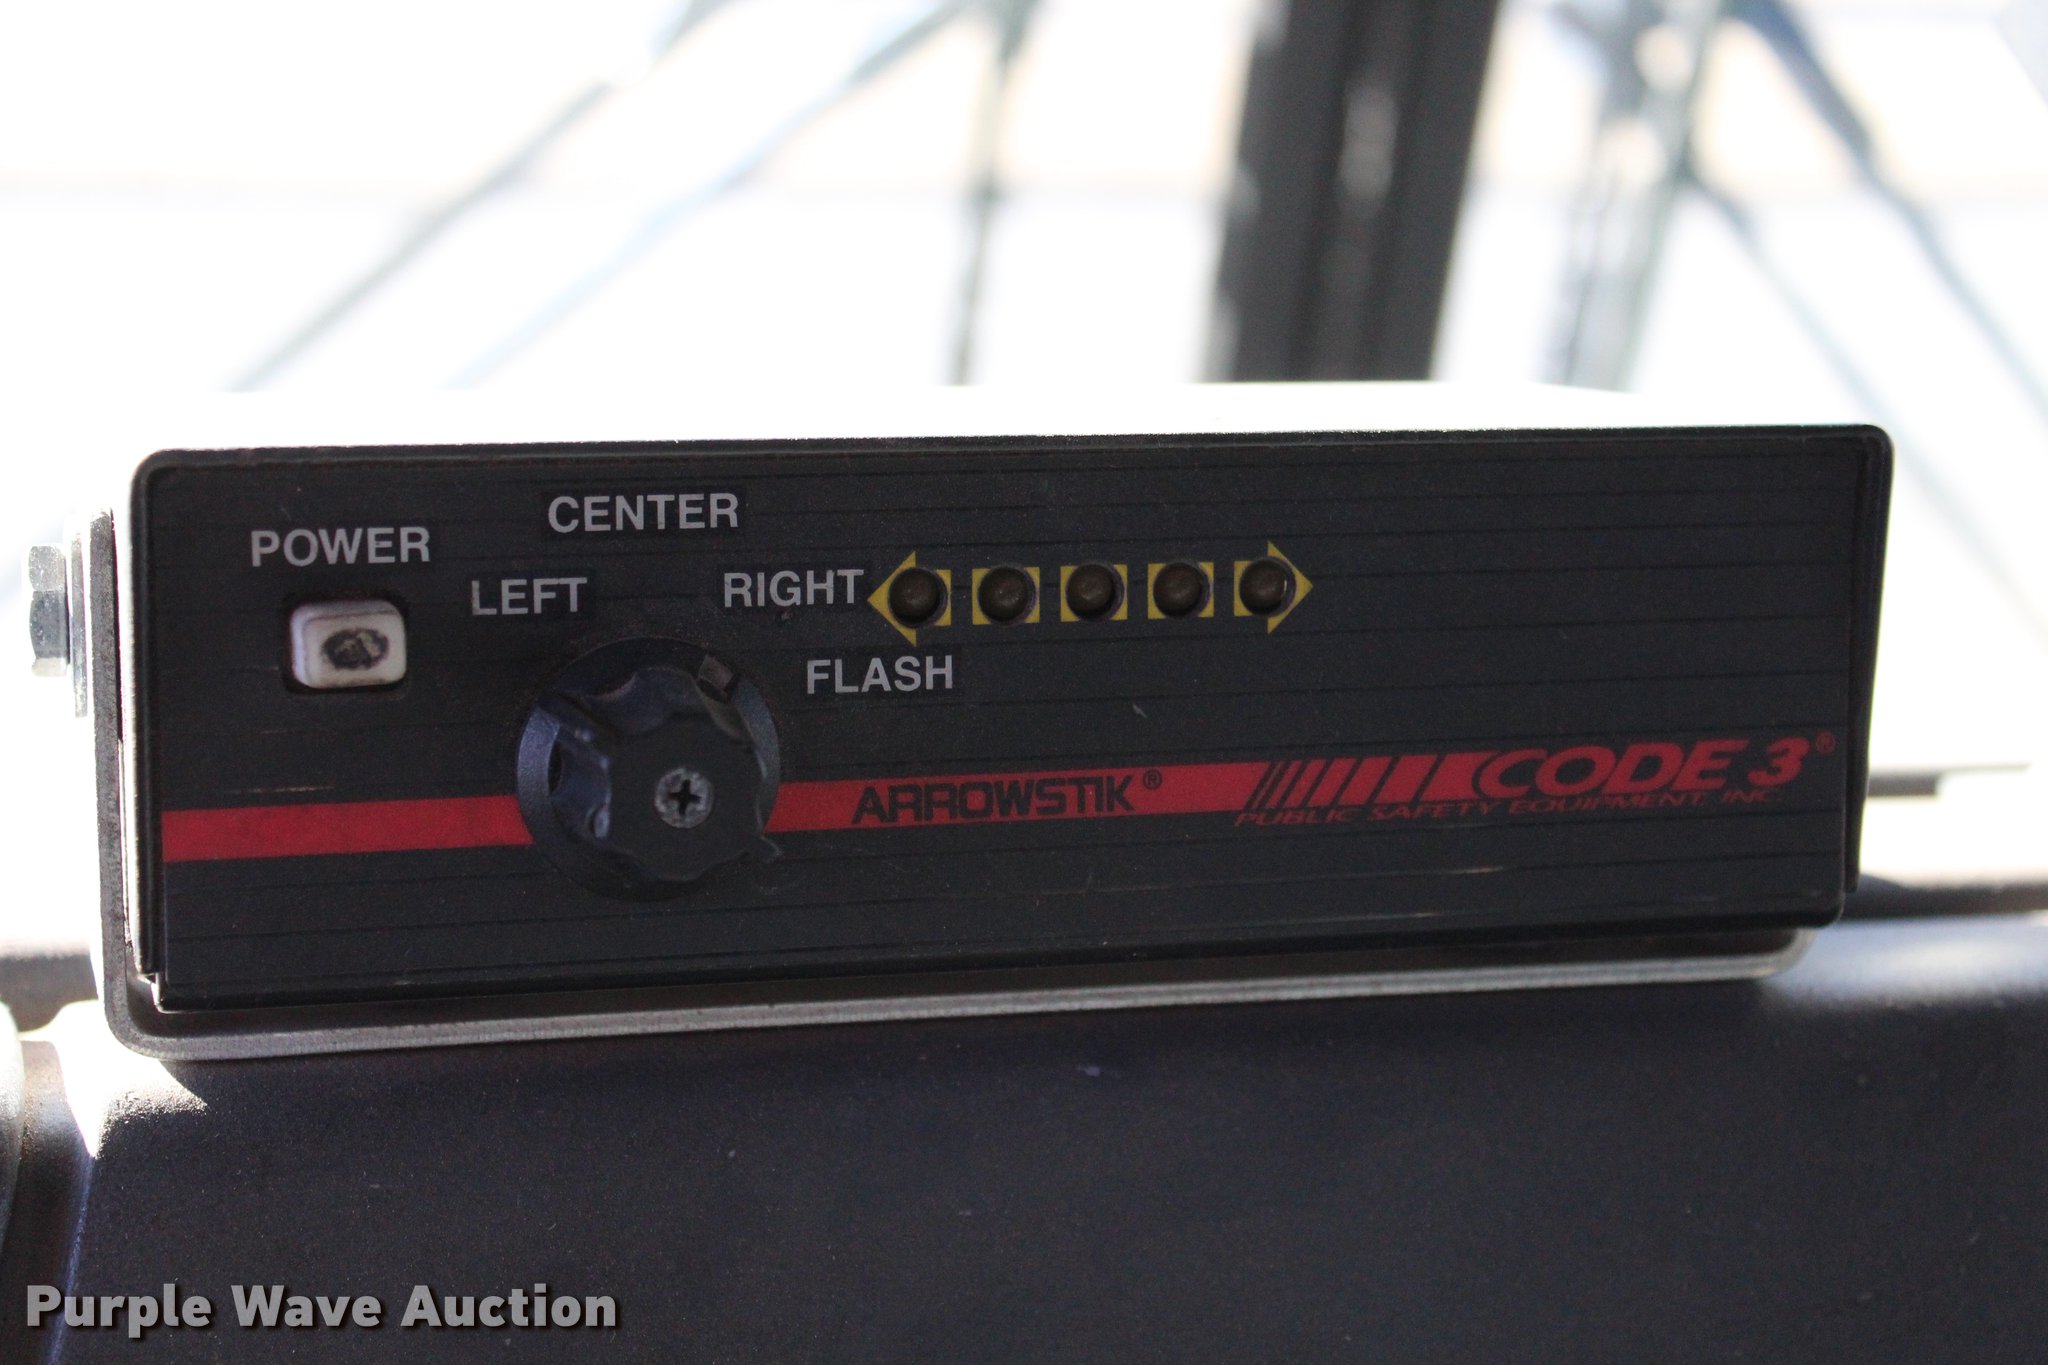 CENTER
POWER
LEFT
RIGHT
FLASH
ARROWSTIK®
CODE 3®
PUBLIC SAFETY EQUIPMENT, INC.
Purple Wave Auction